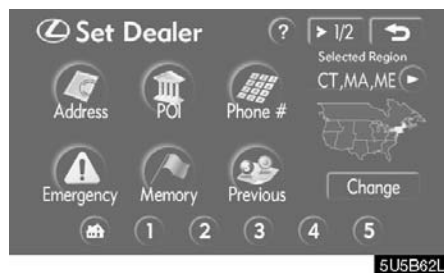 Set Dealer
? > 1/2
Selected Region
CT,MA,ME
Address POI Phone #
Emergency Memory Previous
Change
1 2 3 4 5
5U5B62L